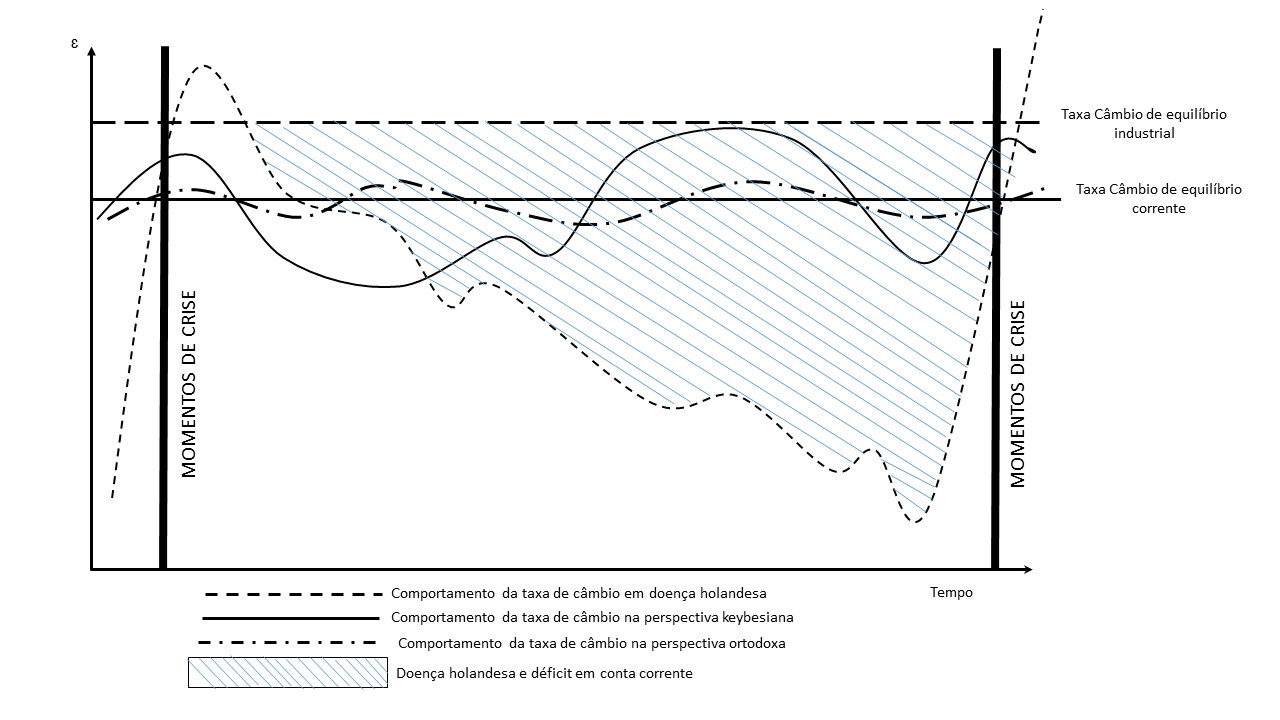 ε
Taxa Câmbio de equilíbrio
industrial
Taxa Câmbio de equilíbrio
corrente
MOMENTOS DE CRISE
MOMENTOS DE CRISE
Tempo
Comportamento da taxa de câmbio em doença holandesa
Comportamento da taxa de câmbio na perspectiva keybesiana
Comportamento da taxa de câmbio na perspectiva ortodoxa
Doença holandesa e déficit em conta corrente